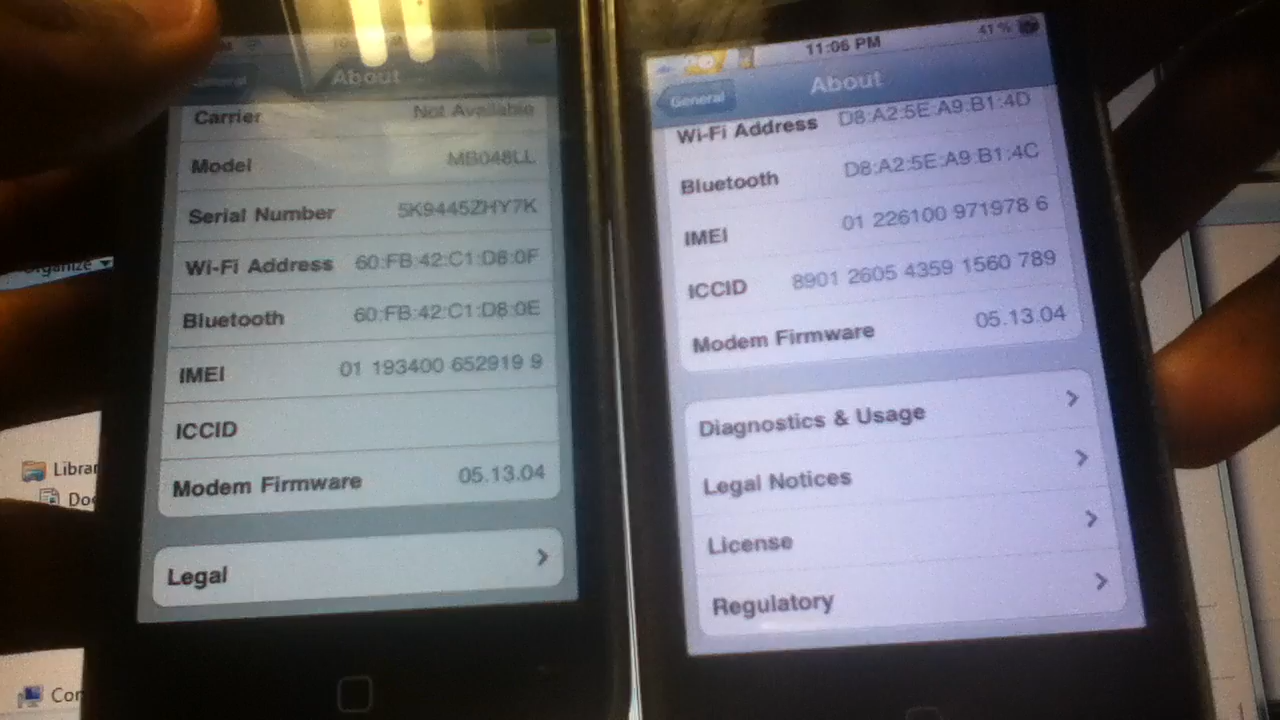 General
About
Carrier Not Available
Model MB048LL
Serial Number 5K9445ZHY7K
Wi-Fi Address 60:FB:42:C1:D8:0F
Bluetooth 60:FB:42:C1:D8:0E
IMEI 01 193400 652919 9
ICCID
Modem Firmware 05.13.04
Legal
11:06 PM
41%
General
About
Wi-Fi Address D8:A2:5E:A9:B1:4D
Bluetooth D8:A2:5E:A9:B1:4C
IMEI 01 226100 971978 6
ICCID 8901 2605 4359 1560 789
Modem Firmware 05.13.04
Diagnostics & Usage
Legal Notices
License
Regulatory
Organize
Librar
Doc
Con